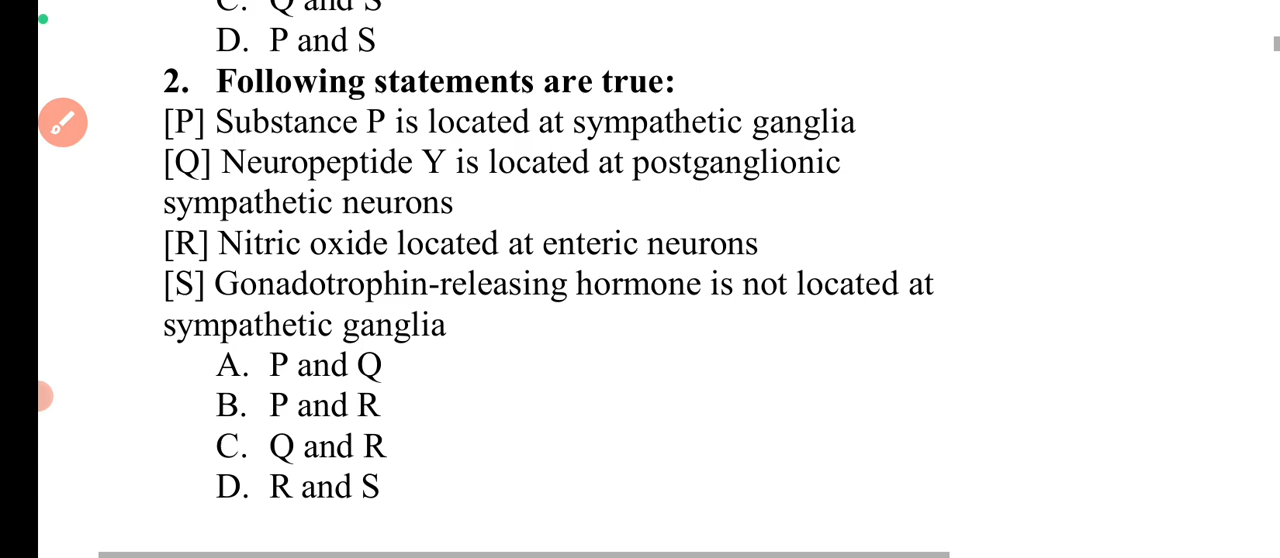 C. Q and S
D. P and S
2. Following statements are true:
[P] Substance P is located at sympathetic ganglia
[Q] Neuropeptide Y is located at postganglionic
sympathetic neurons
[R] Nitric oxide located at enteric neurons
[S] Gonadotrophin-releasing hormone is not located at
sympathetic ganglia
A. P and Q
B. P and R
C. Q and R
D. R and S